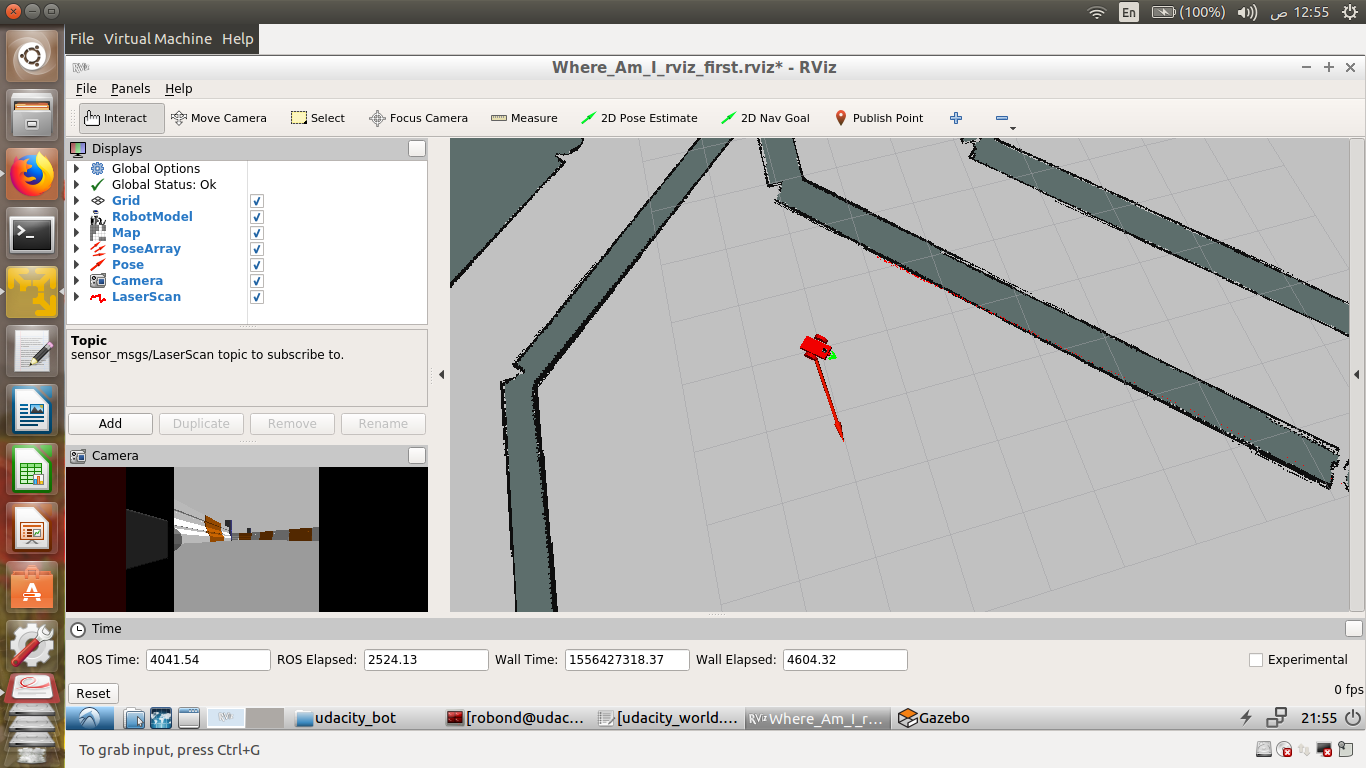 En (100%) 12:55 ص
File Virtual Machine Help
RViz Where_Am_I_rviz_first.rviz* - RViz
File Panels Help
Interact Move Camera Select Focus Camera Measure 2D Pose Estimate 2D Nav Goal Publish Point
Displays
Global Options
Global Status: Ok
Grid
RobotModel
Map
PoseArray
Pose
Camera
LaserScan
Topic
sensor_msgs/LaserScan topic to subscribe to.
Add Duplicate Remove Rename
Camera
Time
ROS Time: 4041.54 ROS Elapsed: 2524.13 Wall Time: 1556427318.37 Wall Elapsed: 4604.32 Experimental
Reset 0 fps
udacity_bot [robond@udac... [udacity_world.... RViz Where_Am_I_r... Gazebo 21:55
To grab input, press Ctrl+G